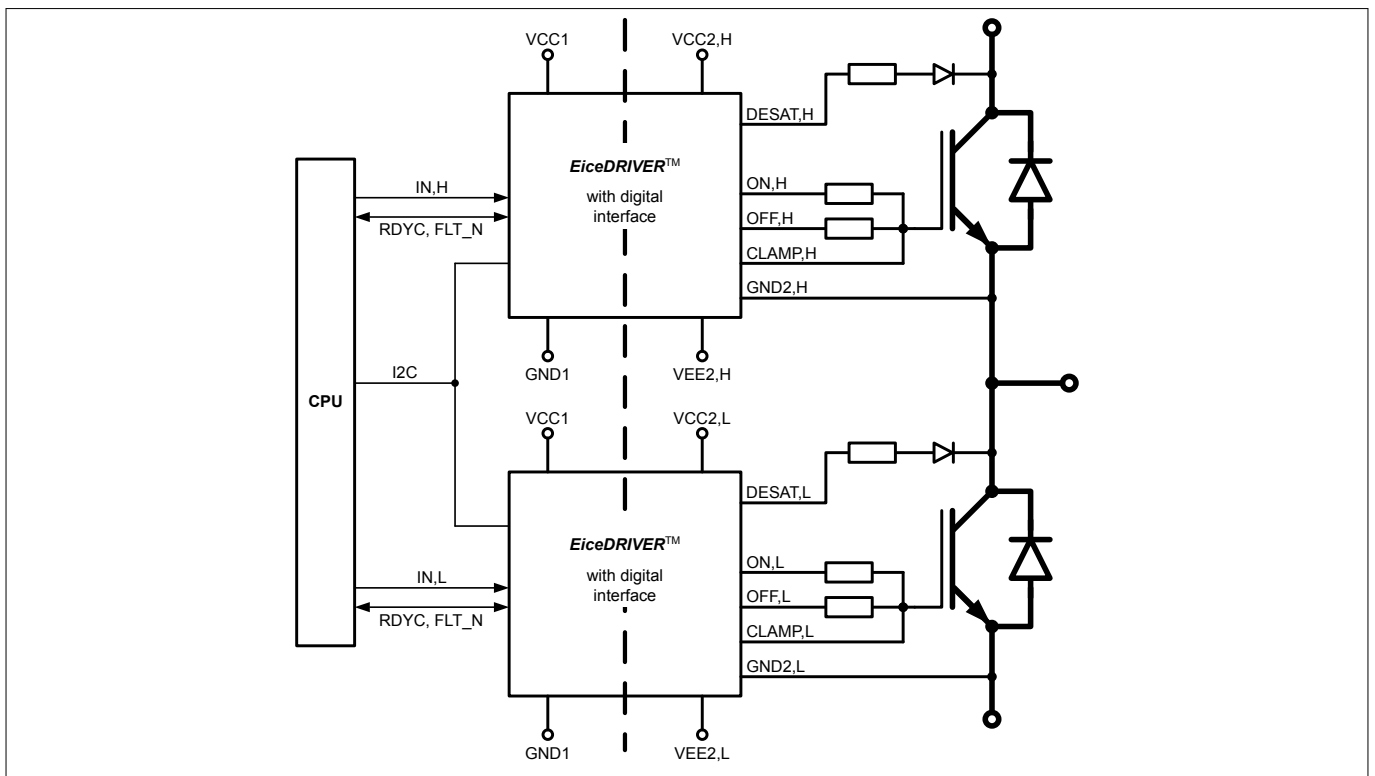 VCC1
VCC2,H
DESAT,H
EiceDRIVER™
with digital
interface
IN,H
ON,H
RDYC, FLT_N
OFF,H
CLAMP,H
GND2,H
GND1
VEE2,H
I2C
CPU
VCC1
VCC2,L
DESAT,L
EiceDRIVER™
with digital
interface
IN,L
ON,L
RDYC, FLT_N
OFF,L
CLAMP,L
GND2,L
GND1
VEE2,L